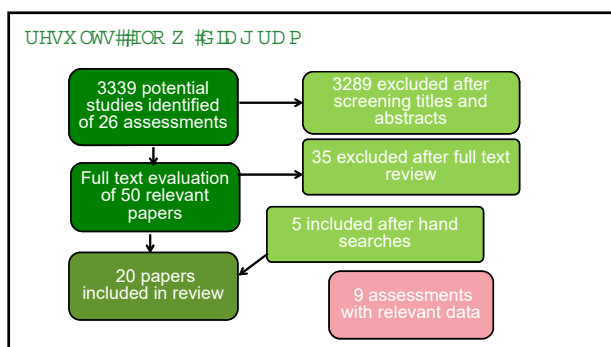 UHVXOWV##IORZ #GLDJUDP
3339 potential
studies identified
of 26 assessments
3289 excluded after
screening titles and
abstracts
35 excluded after full text
review
Full text evaluation
of 50 relevant
papers
5 included after hand
searches
20 papers
included in review
9 assessments
with relevant data